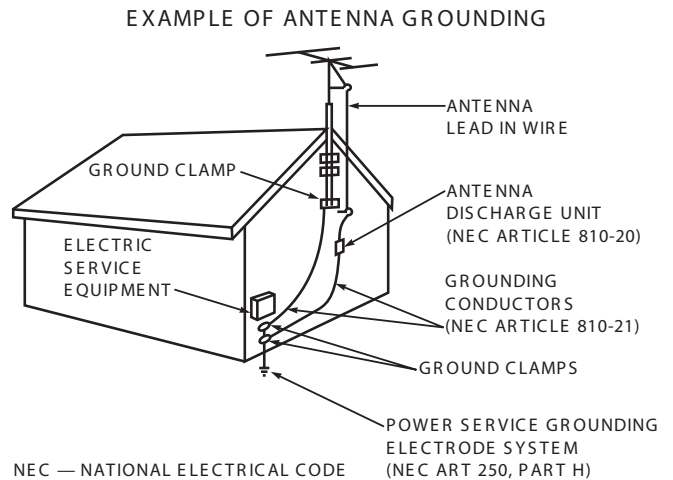 EXAMPLE OF ANTENNA GROUNDING
ANTENNA
LEAD IN WIRE
GROUND CLAMP
ANTENNA
DISCHARGE UNIT
(NEC ARTICLE 810-20)
ELECTRIC
SERVICE
EQUIPMENT
GROUNDING
CONDUCTORS
(NEC ARTICLE 810-21)
GROUND CLAMPS
POWER SERVICE GROUNDING
ELECTRODE SYSTEM
(NEC ART 250, PART H)
NEC — NATIONAL ELECTRICAL CODE